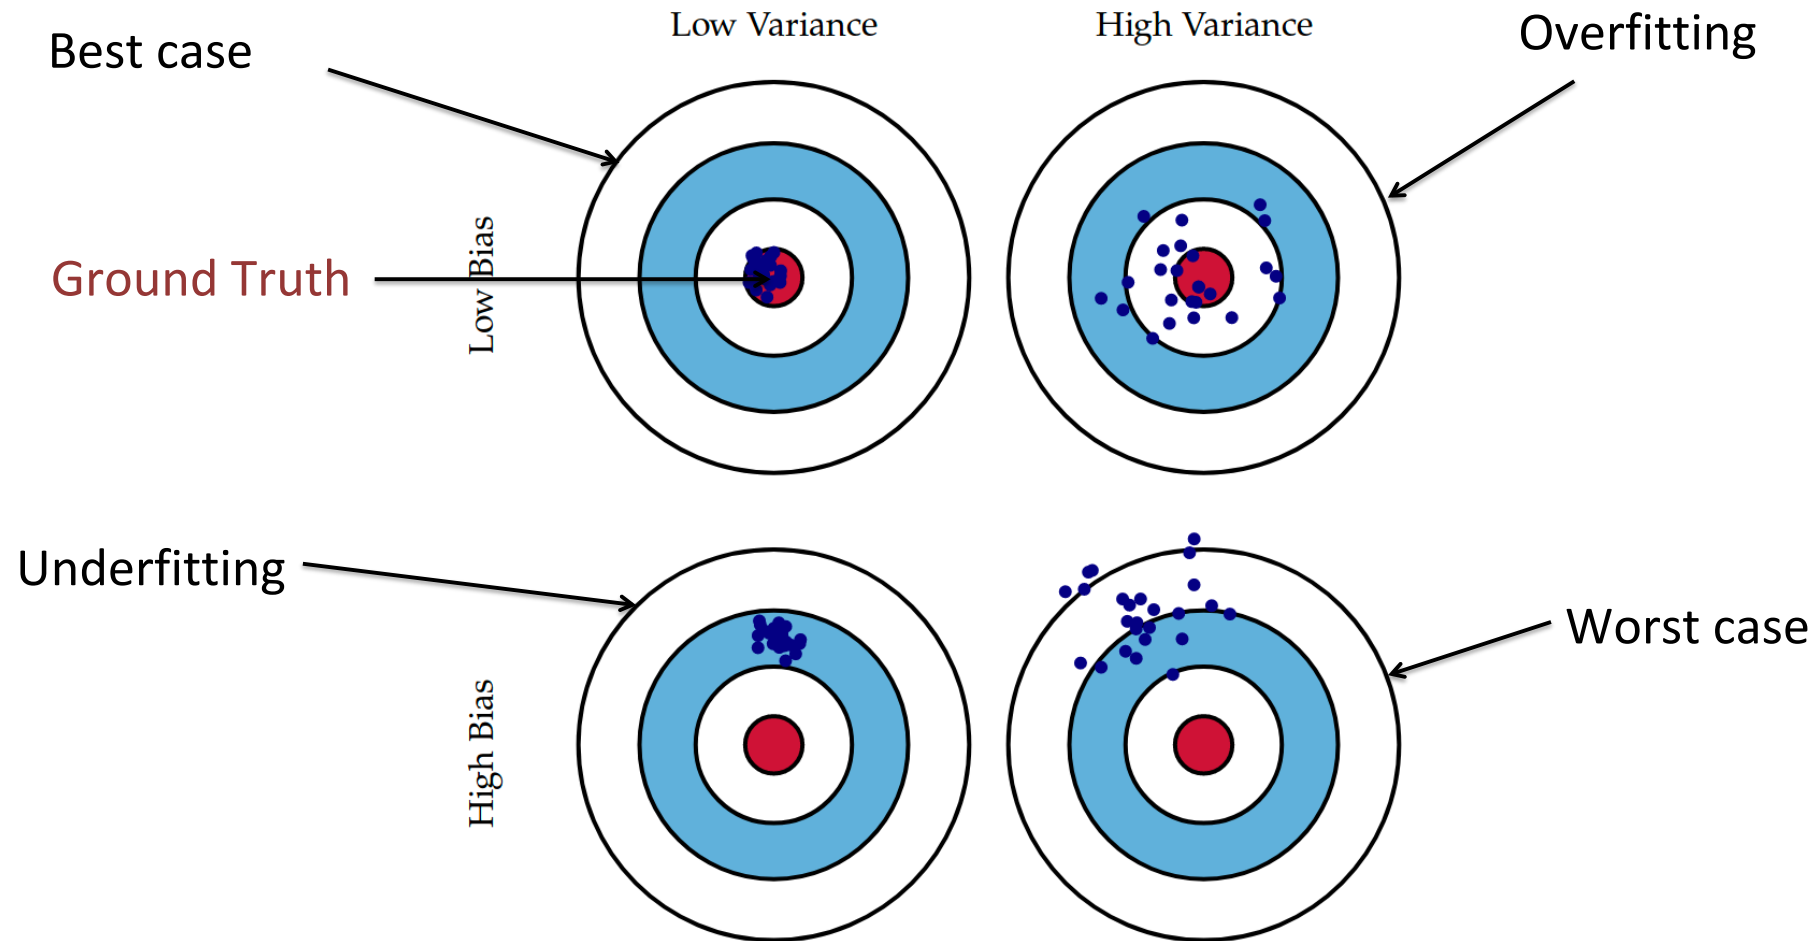 Low Variance
High Variance
Best case
Overfitting
Ground Truth
Low Bias
Underfitting
Worst case
High Bias